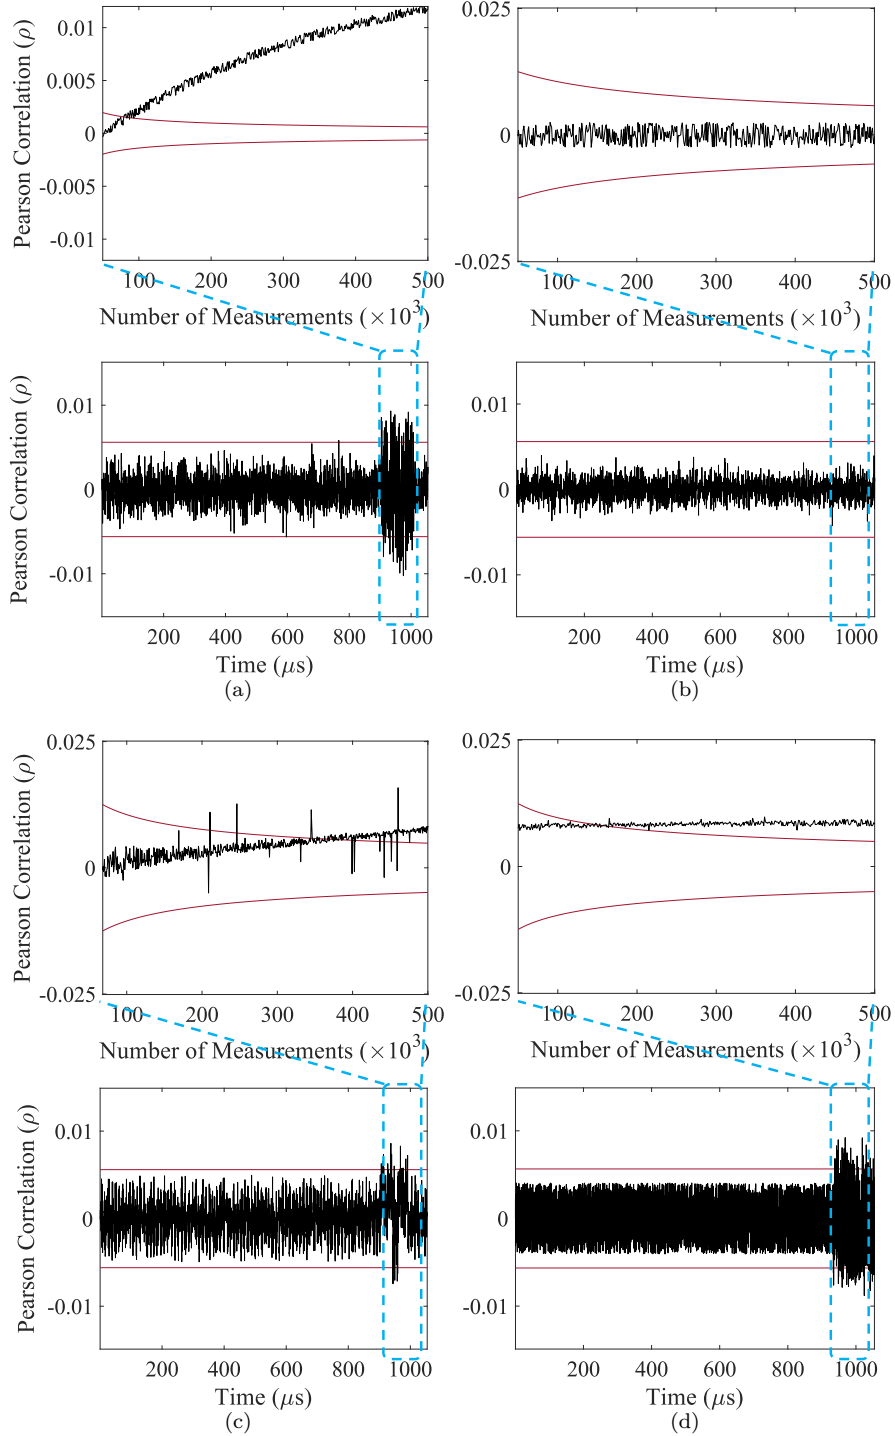 0.01
0.005
0
-0.005
-0.01
Pearson Correlation (ρ)
100 200 300 400 500
Number of Measurements (×10³)
0.025
0
-0.025
100 200 300 400 500
Number of Measurements (×10³)
0.01
0
-0.01
Pearson Correlation (ρ)
200 400 600 800 1000
Time (μs)
(a)
0.01
0
-0.01
200 400 600 800 1000
Time (μs)
(b)
0.025
0
-0.025
Pearson Correlation (ρ)
100 200 300 400 500
Number of Measurements (×10³)
0.025
0
-0.025
100 200 300 400 500
Number of Measurements (×10³)
0.01
0
-0.01
Pearson Correlation (ρ)
200 400 600 800 1000
Time (μs)
(c)
0.01
0
-0.01
200 400 600 800 1000
Time (μs)
(d)